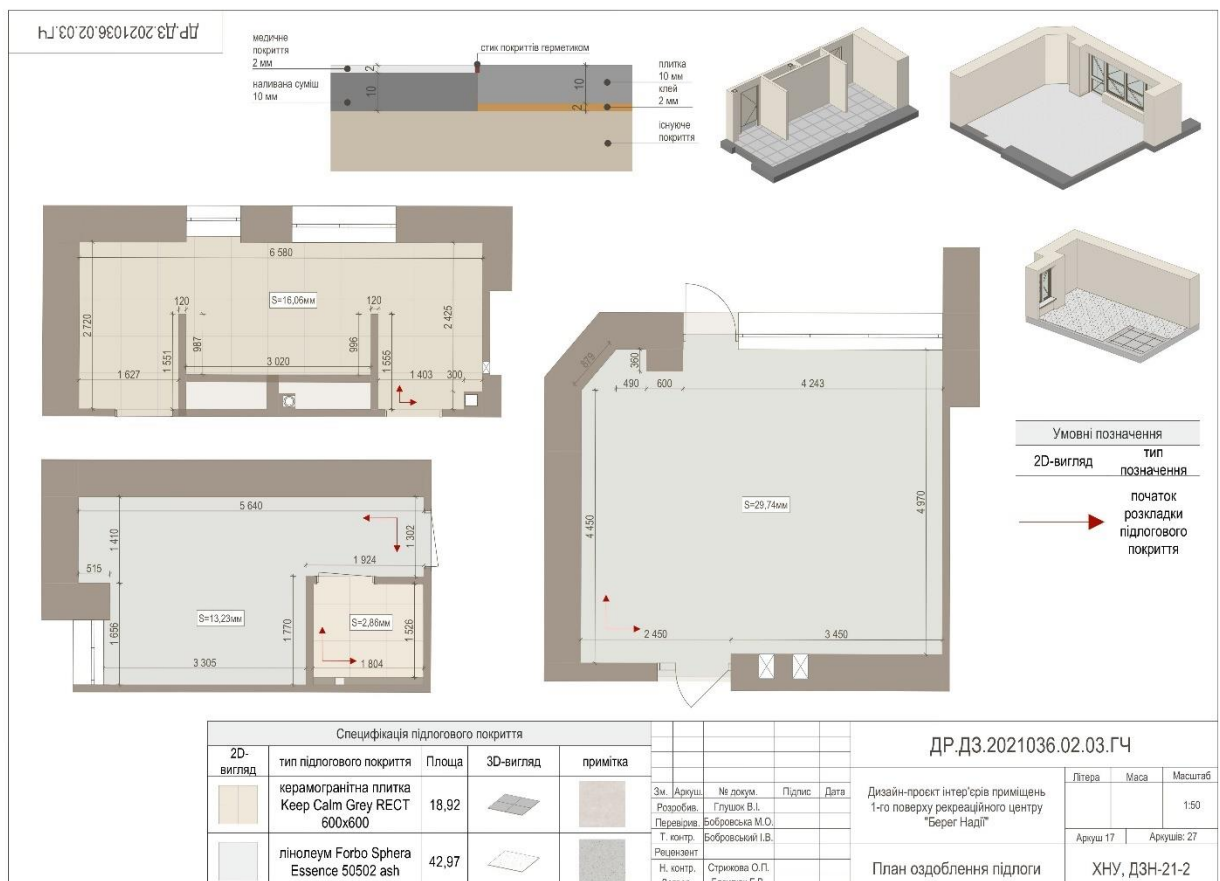 ДР.ДЗ.2021036.02.03.ГЧ
медичне
покриття
2 мм
наливана суміш
10 мм
2
10
стик покриттів герметиком
10
2
плитка
10 мм
клей
2 мм
існуюче
покриття
6 580
S=16,06мм
120
120
2 720
2 425
1 551
987
996
1 555
3 020
1 627
1 403
300
879
360
490
600
4 243
4 450
S=29,74мм
4 970
2 450
3 450
Умовні позначення
2D-вигляд
тип
позначення
початок
розкладки
підлогового
покриття
5 640
1 410
1 302
515
1 924
S=13,23мм
S=2,86мм
1 656
1 770
1 526
3 305
1 804
Специфікація підлогового покриття
2D-
вигляд
тип підлогового покриття
Площа
3D-вигляд
примітка
керамогранітна плитка
Keep Calm Grey RECT
600x600
18,92
лінолеум Forbo Sphera
Essence 50502 ash
42,97
ДР.ДЗ.2021036.02.03.ГЧ
Зм.
Аркуш
№ докум.
Підпис
Дата
Розробив.
Глушок В.І.
Перевірив.
Бобровська М.О.
Т. контр.
Бобровський І.В.
Рецензент
Н. контр.
Стрижова О.П.
Дизайн-проєкт інтер'єрів приміщень
1-го поверху рекреаційного центру
"Берег Надії"
Літера
Маса
Масштаб
1:50
Аркуш 17
Аркушів: 27
План оздоблення підлоги
ХНУ, ДЗН-21-2